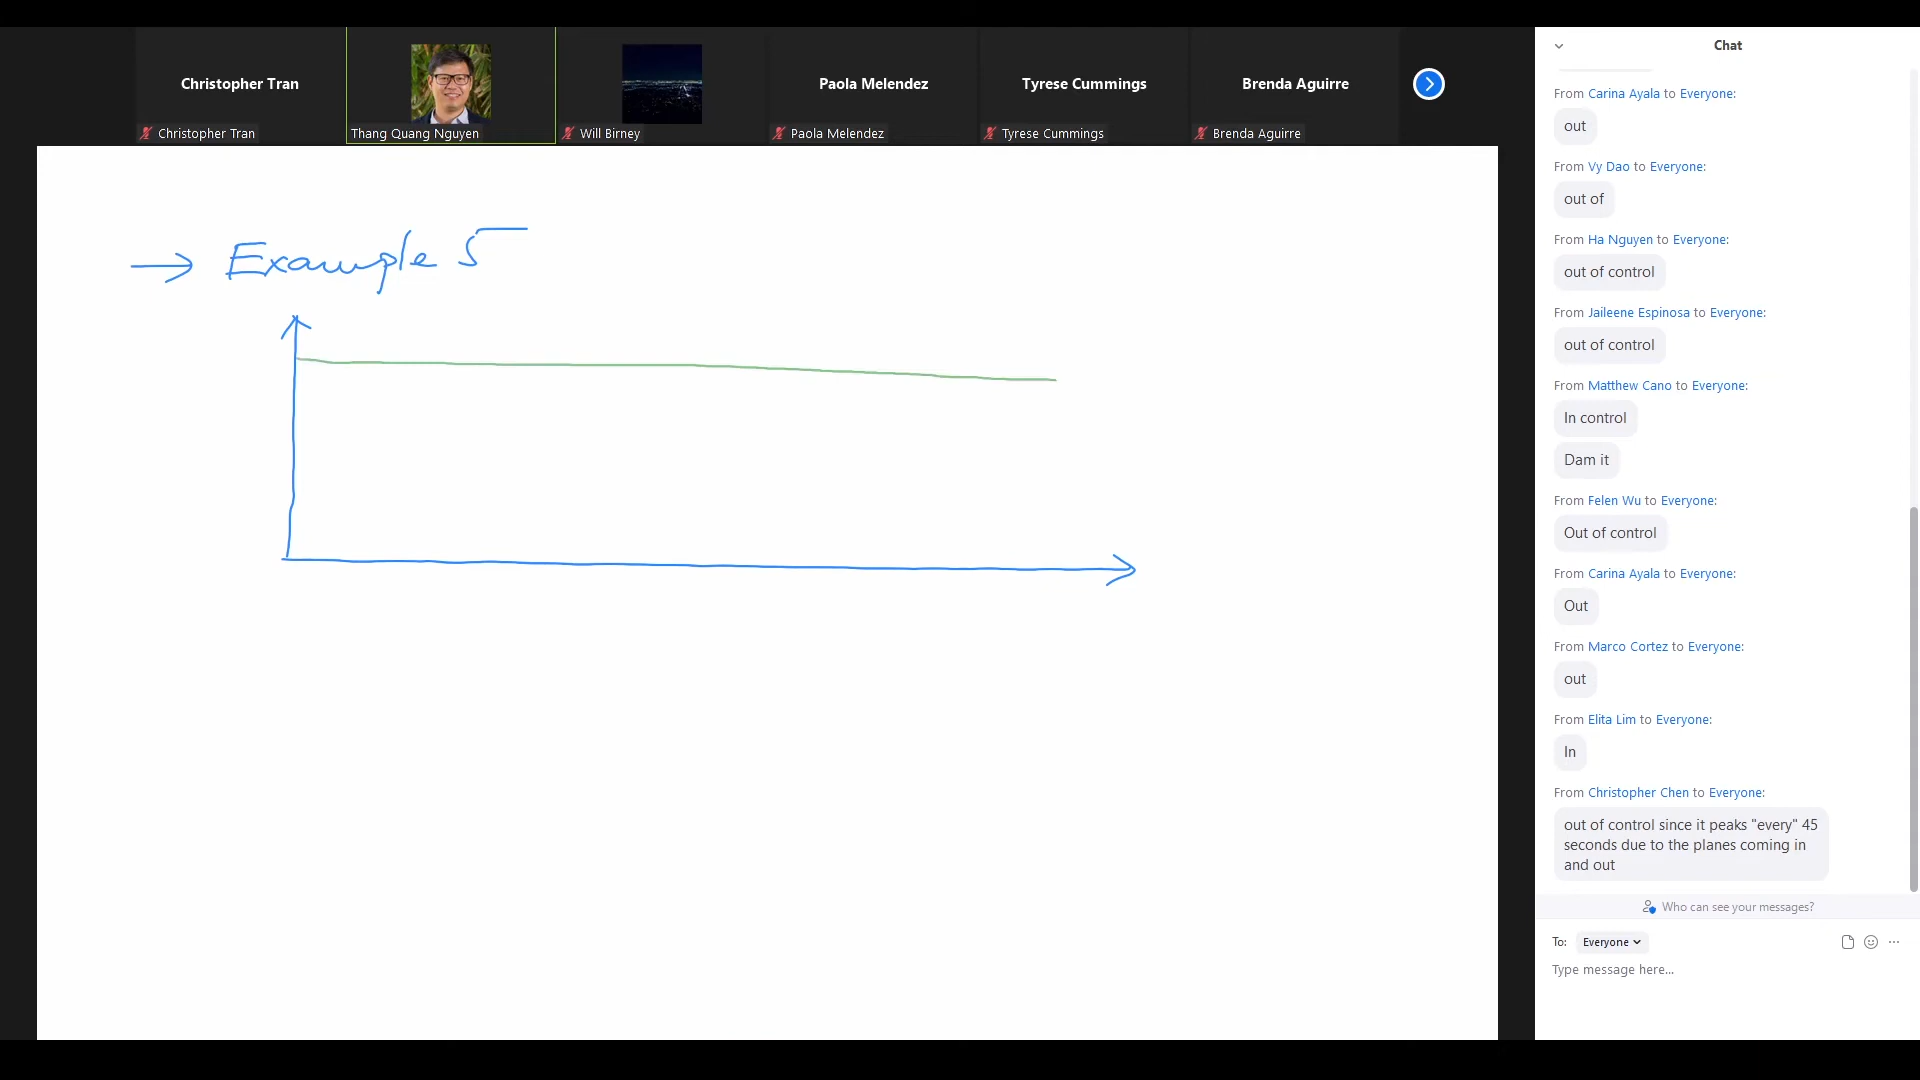 Christopher Tran
Paola Melendez
Tyrese Cummings
Brenda Aguirre
Christopher Tran
Thang Quang Nguyen
Will Birney
Paola Melendez
Tyrese Cummings
Brenda Aguirre
→ Example 5
Chat
From Carina Ayala to Everyone:
out
From Vy Dao to Everyone:
out of
From Ha Nguyen to Everyone:
out of control
From Jaileene Espinosa to Everyone:
out of control
From Matthew Cano to Everyone:
In control
Dam it
From Felen Wu to Everyone:
Out of control
From Carina Ayala to Everyone:
Out
From Marco Cortez to Everyone:
out
From Elita Lim to Everyone:
In
From Christopher Chen to Everyone:
out of control since it peaks "every" 45
seconds due to the planes coming in
and out
Who can see your messages?
To: Everyone
Type message here...